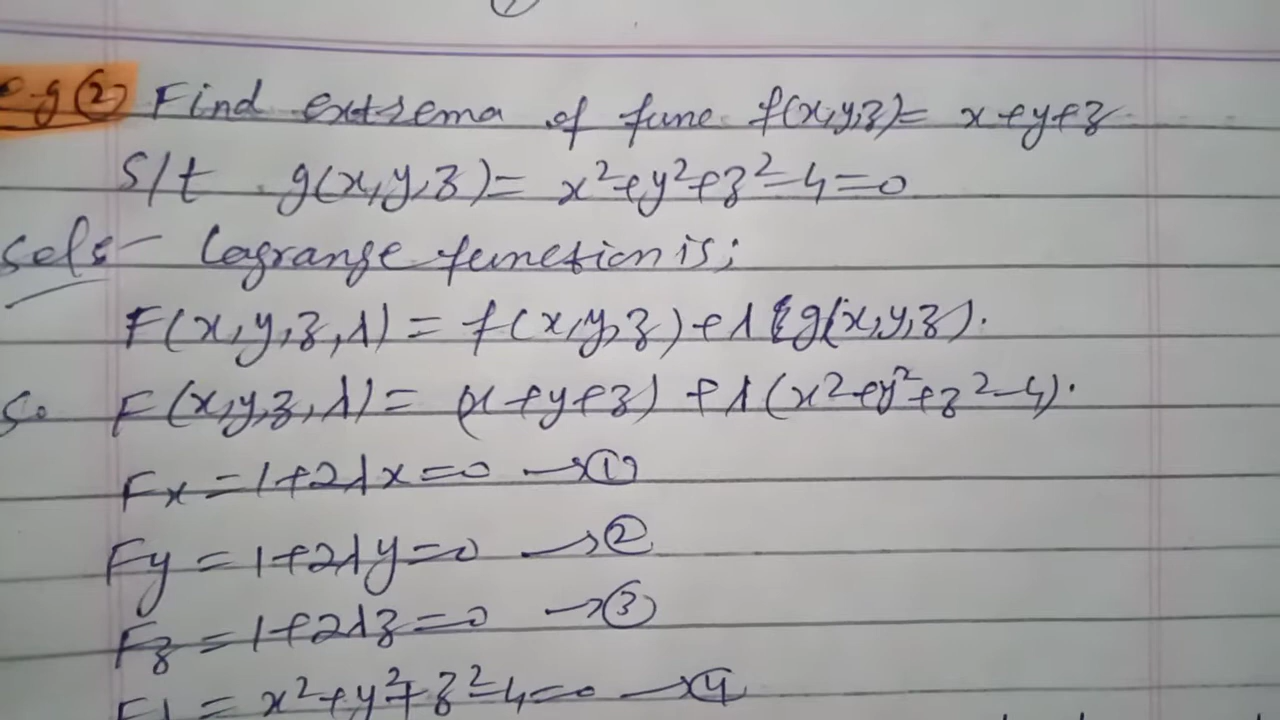 e.g ② Find extrema of func f(x,y,z)= x+y+z
S/t g(x,y,z)= x²+y²+z²-4=0
Sol:- Lagrange function is;
F(x,y,z,λ) = f(x,y,z)+λ g(x,y,z).
So F(x,y,z,λ)= (x+y+z) +λ(x²+y²+z²-4).
Fx =1+2λx=0 →①
Fy =1+2λy=0 →②
Fz =1+2λz=0 →③
Fλ = x²+y²+z²-4=0 →④